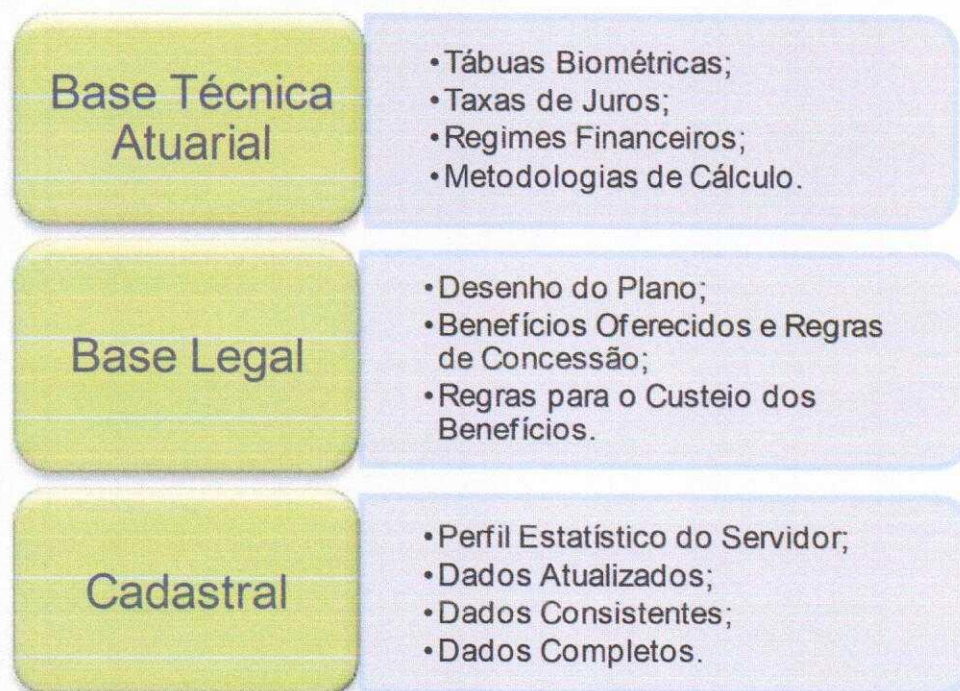 Base Técnica
Atuarial
•Tábuas Biométricas;
•Taxas de Juros;
•Regimes Financeiros;
•Metodologias de Cálculo.
Base Legal
•Desenho do Plano;
•Benefícios Oferecidos e Regras
de Concessão;
•Regras para o Custeio dos
Benefícios.
Cadastral
•Perfil Estatístico do Servidor;
•Dados Atualizados;
•Dados Consistentes;
•Dados Completos.